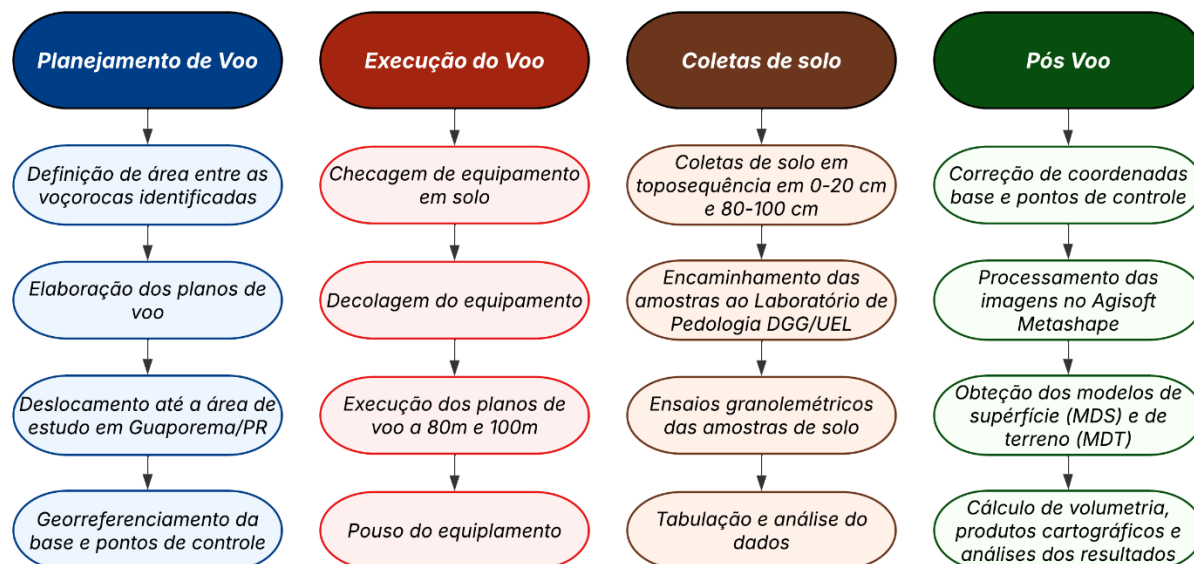 Planejamento de Voo
Definição de área entre as
voçorocas identificadas
Elaboração dos planos de
voo
Deslocamento até a área de
estudo em Guaporema/PR
Georreferenciamento da
base e pontos de controle
Execução do Voo
Checagem de equipamento
em solo
Decolagem do equipamento
Execução dos planos de
voo a 80m e 100m
Pouso do equiplamento
Coletas de solo
Coletas de solo em
toposequência em 0-20 cm
e 80-100 cm
Encaminhamento das
amostras ao Laboratório de
Pedologia DGG/UEL
Ensaios granolemétricos
das amostras de solo
Tabulação e análise do
dados
Pós Voo
Correção de coordenadas
base e pontos de controle
Processamento das
imagens no Agisoft
Metashape
Obteção dos modelos de
supérfície (MDS) e de
terreno (MDT)
Cálculo de volumetria,
produtos cartográficos e
análises dos resultados